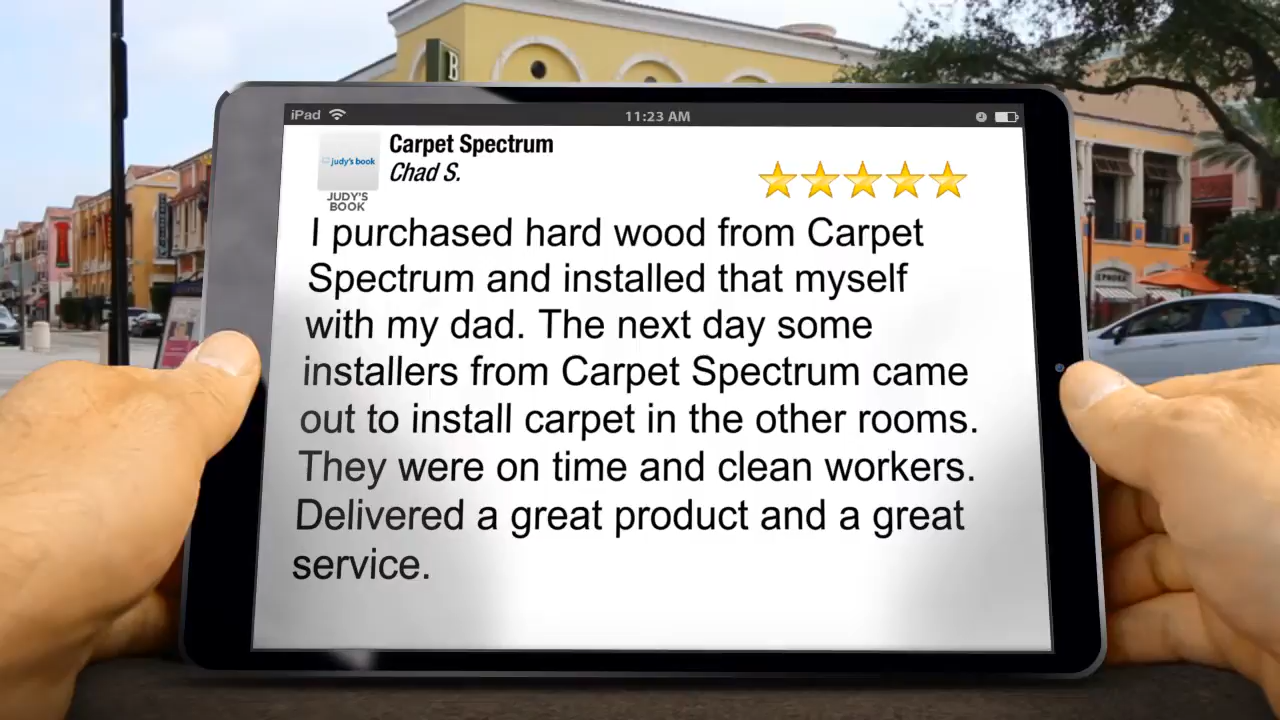 B
iPad
11:23 AM
judy's book
JUDY'S
BOOK
Carpet Spectrum
Chad S.
I purchased hard wood from Carpet
Spectrum and installed that myself
with my dad. The next day some
installers from Carpet Spectrum came
out to install carpet in the other rooms.
They were on time and clean workers.
Delivered a great product and a great
service.